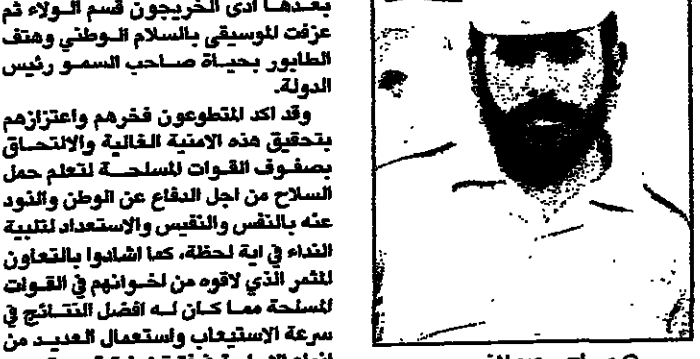 بعدها ادى الخريجون قسم الولاء ثم
عزفت الموسيقى بالسلام الوطني وهتف
الطابور بحياة صاحب السمو رئيس
الدولة.
وقد اكد المتطوعون فخرهم واعتزازهم
بتحقيق هذه الامنية الغالية والالتحاق
بصفوف القوات المسلحة لتعلم حمل
السلاح من اجل الدفاع عن الوطن والذود
عنه بالنفس والنفيس والاستعداد لتلبية
النداء في اية لحظة، كما اشادوا بالتعاون
المثمر الذي لاقوه من اخوانهم في القوات
المسلحة مما كان له افضل النتائج في
سرعة الاستيعاب واستعمال العديد من